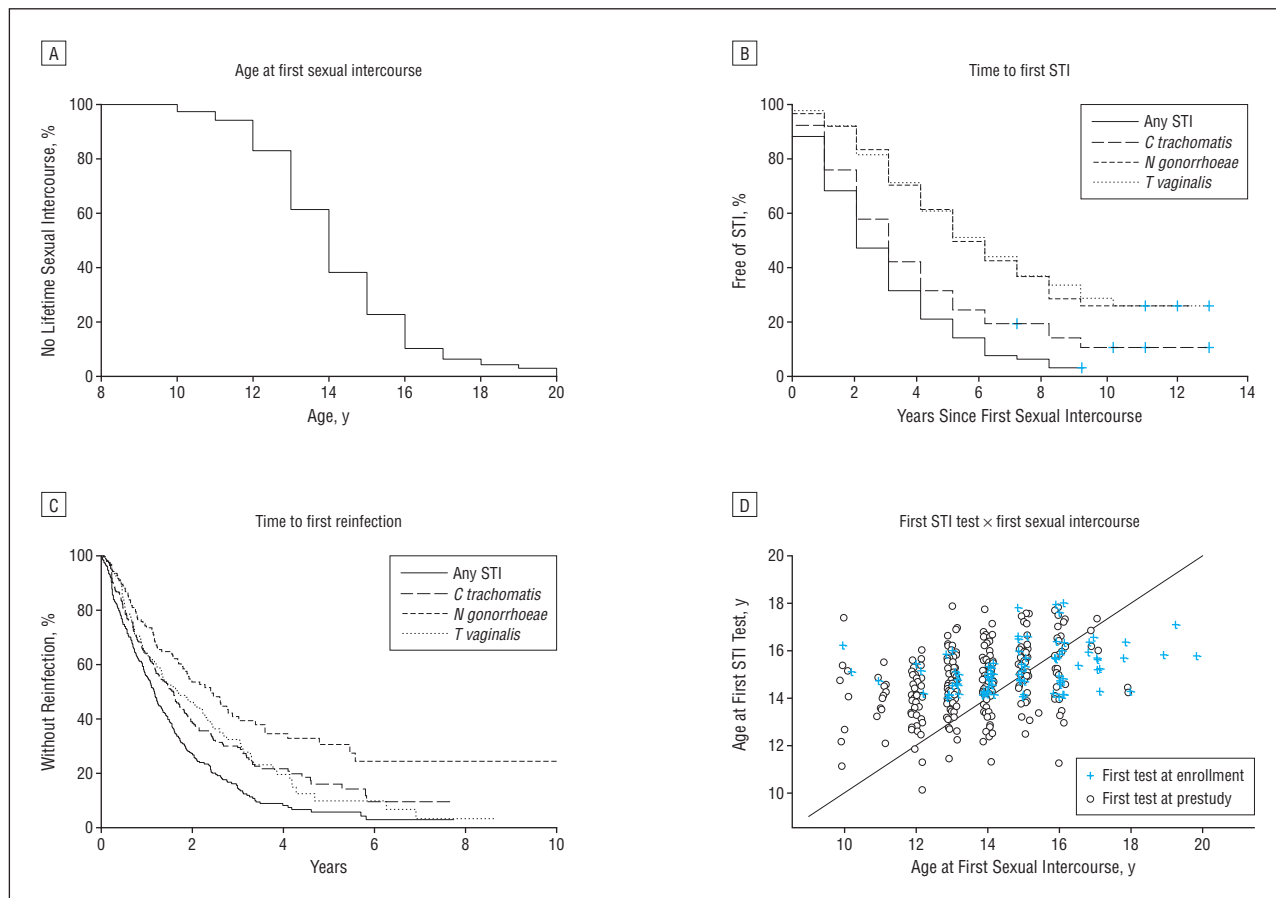 A
Age at first sexual intercourse
No Lifetime Sexual Intercourse, %
100
80
60
40
20
0
8
10
12
14
16
18
20
Age, y
B
Time to first STI
Free of STI, %
100
80
60
40
20
0
Any STI
C trachomatis
N gonorrhoeae
T vaginalis
0
2
4
6
8
10
12
14
Years Since First Sexual Intercourse
C
Time to first reinfection
Without Reinfection, %
100
80
60
40
20
0
Any STI
C trachomatis
N gonorrhoeae
T vaginalis
0
2
4
6
8
10
Years
D
First STI test × first sexual intercourse
Age at First STI Test, y
20
18
16
14
12
10
First test at enrollment
First test at prestudy
10
12
14
16
18
20
Age at First Sexual Intercourse, y